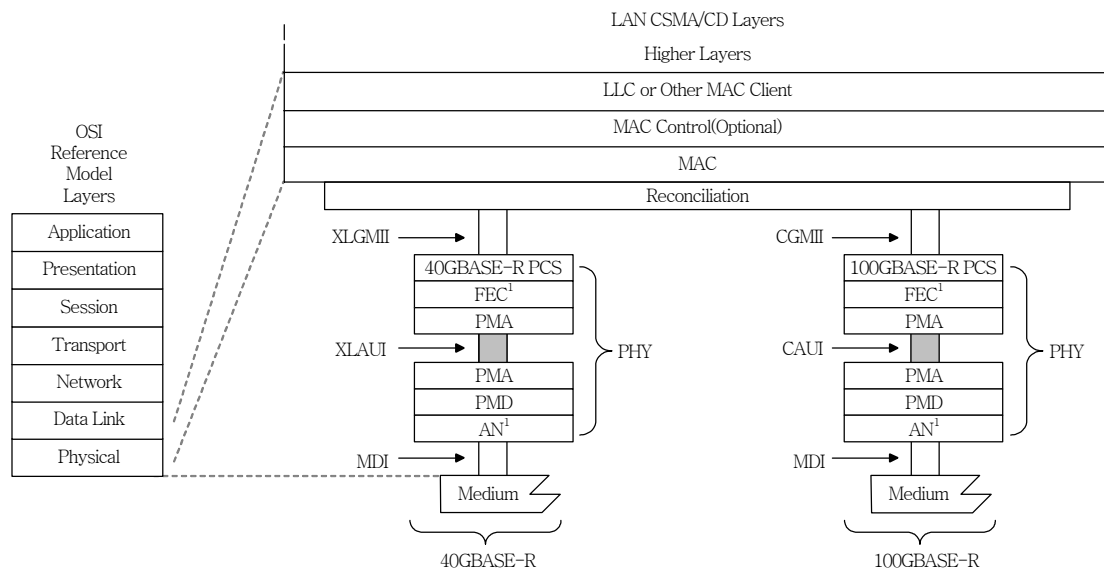 LAN CSMA/CD Layers
Higher Layers
LLC or Other MAC Client
MAC Control(Optional)
MAC
Reconciliation
OSI
Reference
Model
Layers
Application
Presentation
Session
Transport
Network
Data Link
Physical
XLGMII
40GBASE-R PCS
FEC¹
PMA
XLAUI
PMA
PMD
AN¹
PHY
MDI
Medium
40GBASE-R
CGMII
100GBASE-R PCS
FEC¹
PMA
CAUI
PMA
PMD
AN¹
PHY
MDI
Medium
100GBASE-R